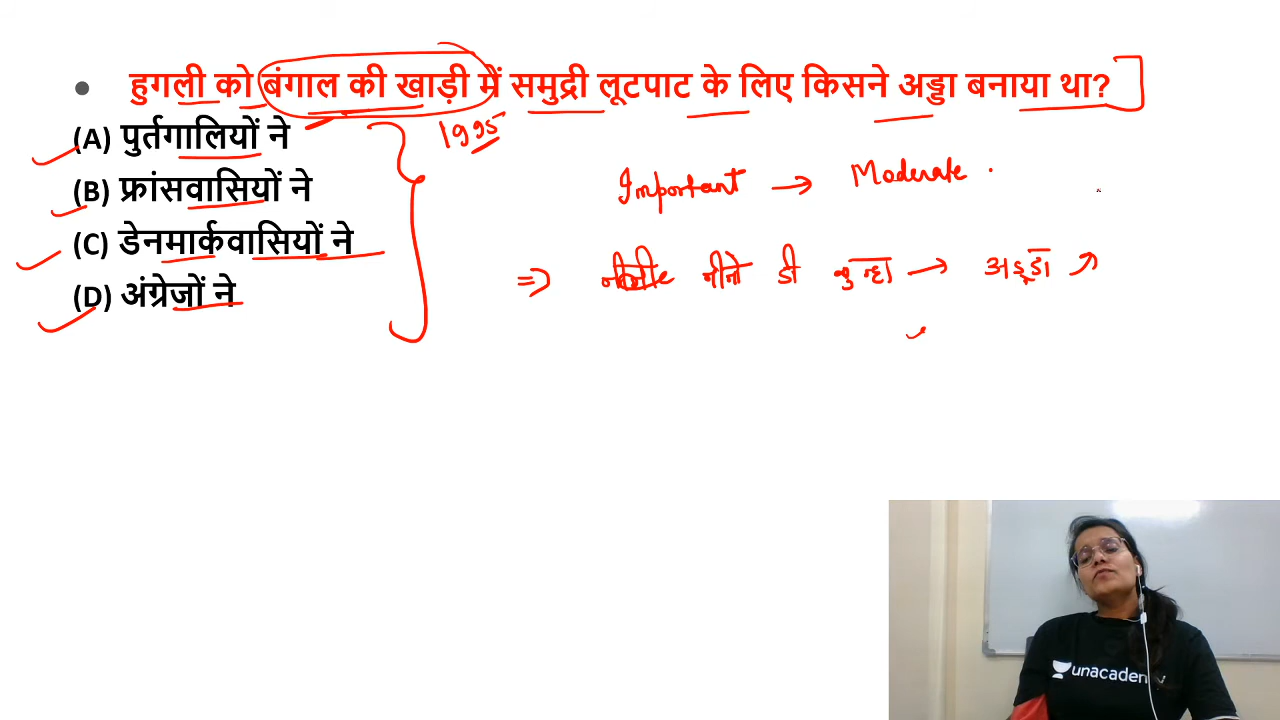 हुगली को बंगाल की खाड़ी में समुद्री लूटपाट के लिए किसने अड्डा बनाया था?
(A) पुर्तगालियों ने
1995
(B) फ्रांसवासियों ने
Important → Moderate .
(C) डेनमार्कवासियों ने
⇒ नीनो डी कुन्हा → अड्डा
(D) अंग्रेजों ने
unacademy